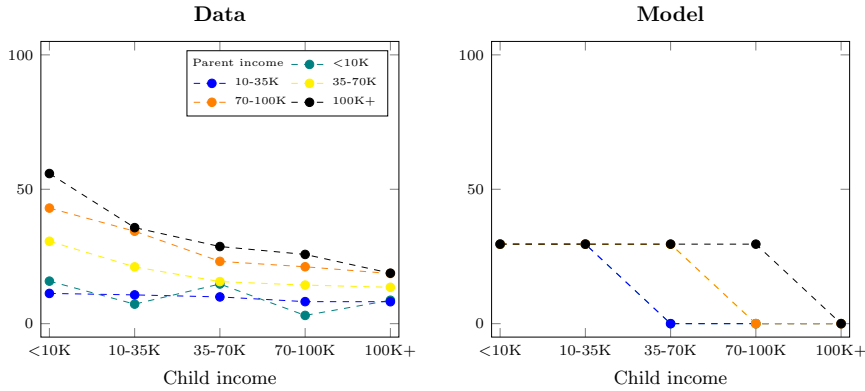 Data
Model
100
50
0
Parent income
<10K
10-35K
35-70K
70-100K
100K+
<10K 10-35K 35-70K 70-100K 100K+
Child income
100
50
0
<10K 10-35K 35-70K 70-100K 100K+
Child income